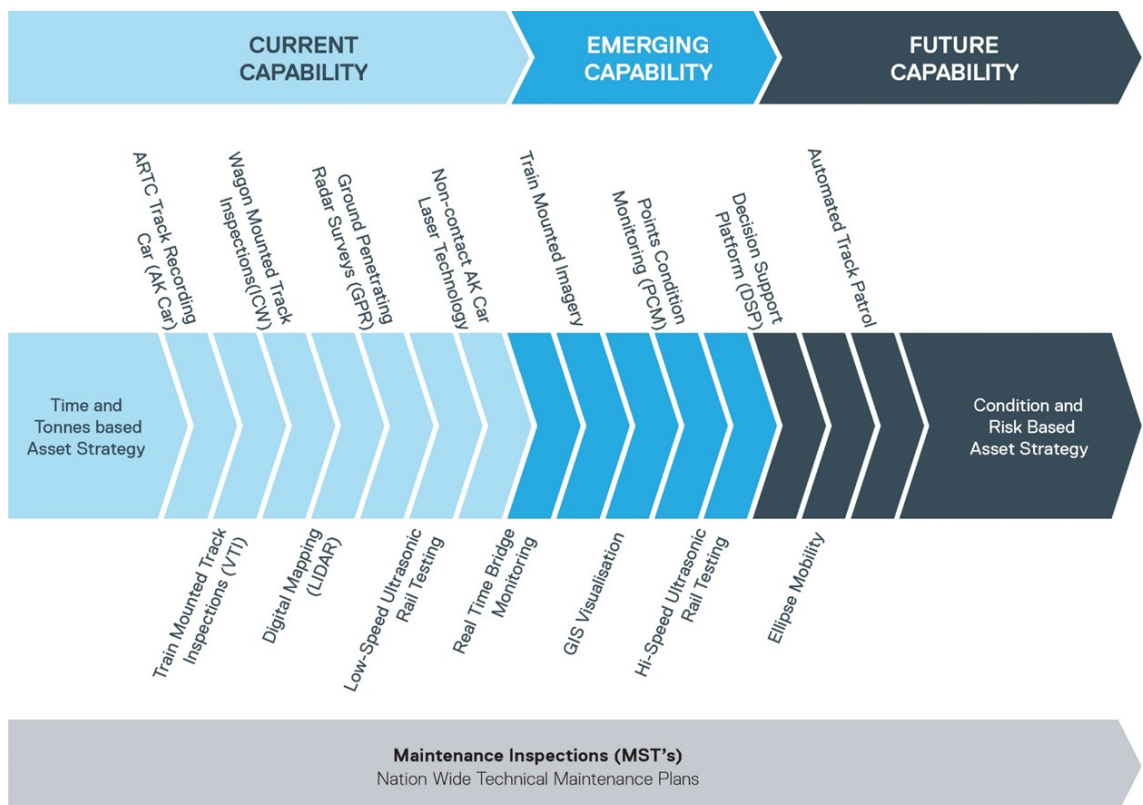 CURRENT
CAPABILITY
EMERGING
CAPABILITY
FUTURE
CAPABILITY
ARTC Track Recording
Car (AK Car)
Wagon Mounted Track
Inspections(ICW)
Ground Penetrating
Radar Surveys (GPR)
Non-contact AK Car
Laser Technology
Train Mounted Imagery
Points Condition
Monitoring (PCM)
Decision Support
Platform (DSP)
Automated Track Patrol
Time and
Tonnes based
Asset Strategy
Condition and
Risk Based
Asset Strategy
Train Mounted Track
Inspections (VTI)
Digital Mapping
(LIDAR)
Low-Speed Ultrasonic
Rail Testing
Real Time Bridge
Monitoring
GIS Visualisation
Hi-Speed Ultrasonic
Rail Testing
Ellipse Mobility
Maintenance Inspections (MST's)
Nation Wide Technical Maintenance Plans